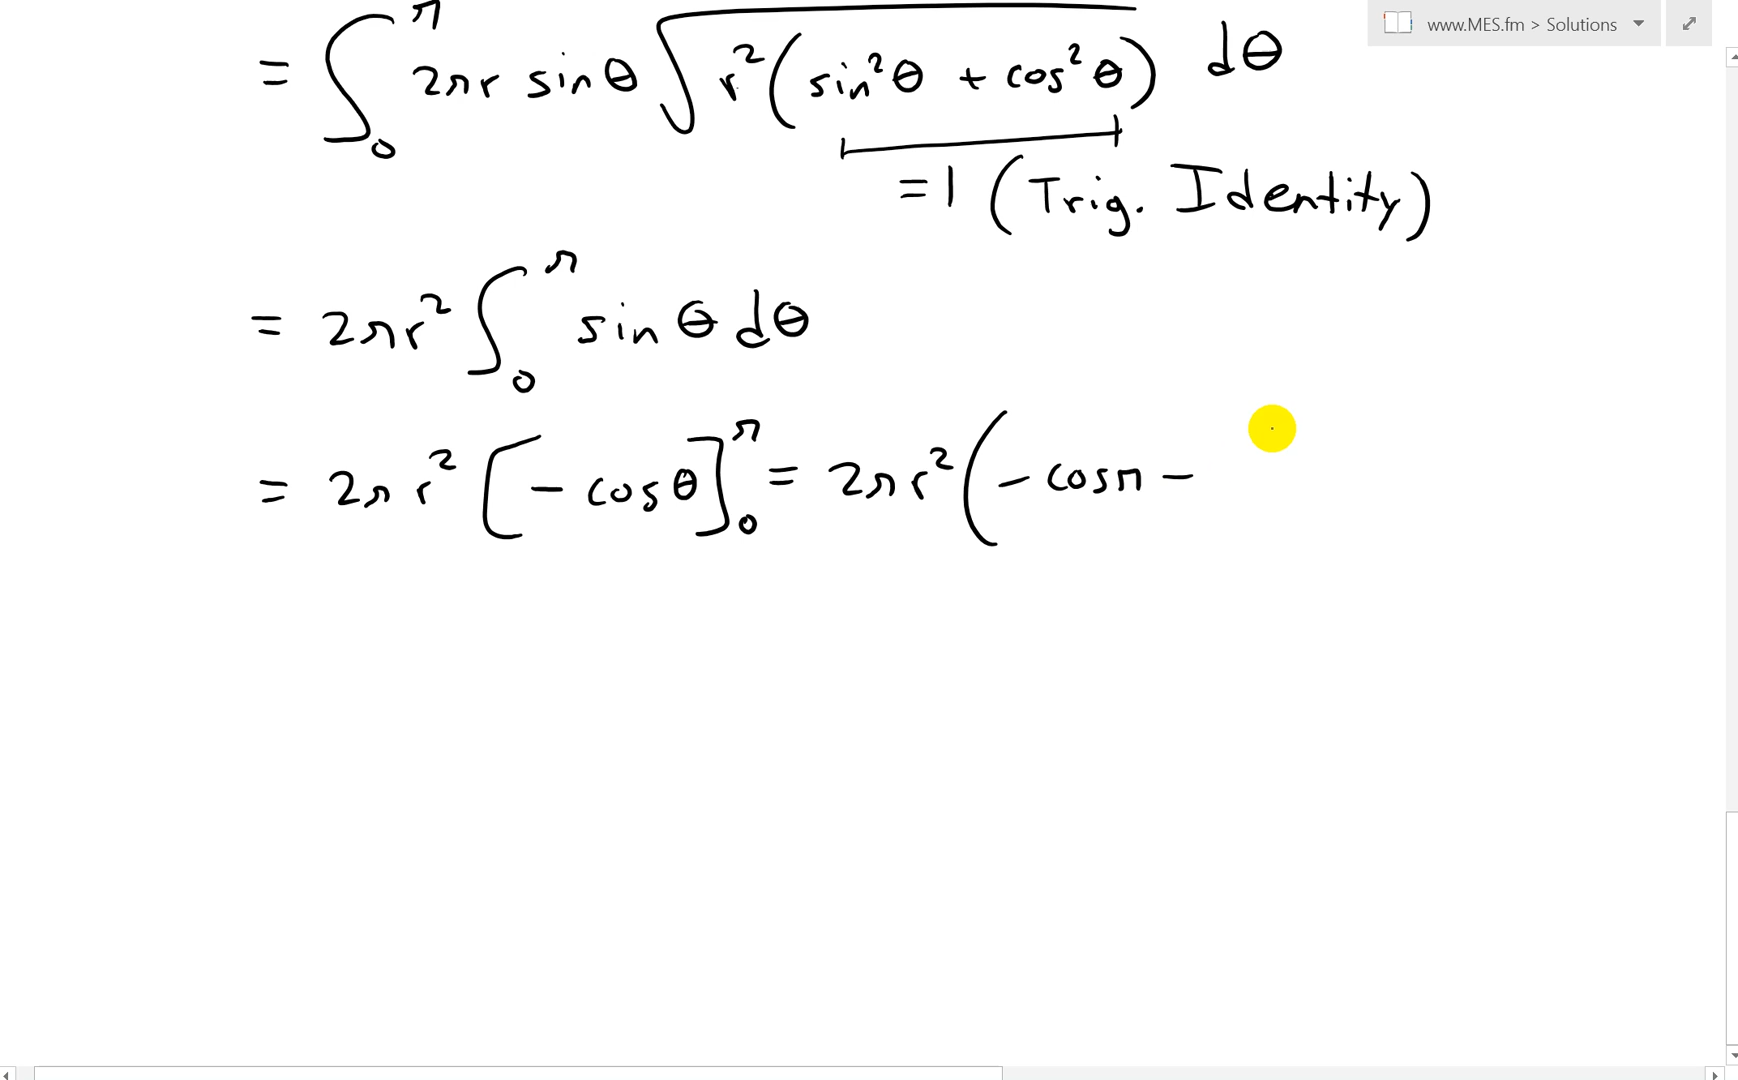 www.MES.fm > Solutions
= ∫₀^π 2πr sinθ √(r²(sin²θ + cos²θ)) dθ
=1 (Trig. Identity)
= 2πr² ∫₀^π sinθ dθ
= 2πr² [- cosθ]₀^π = 2πr² (- cosπ -